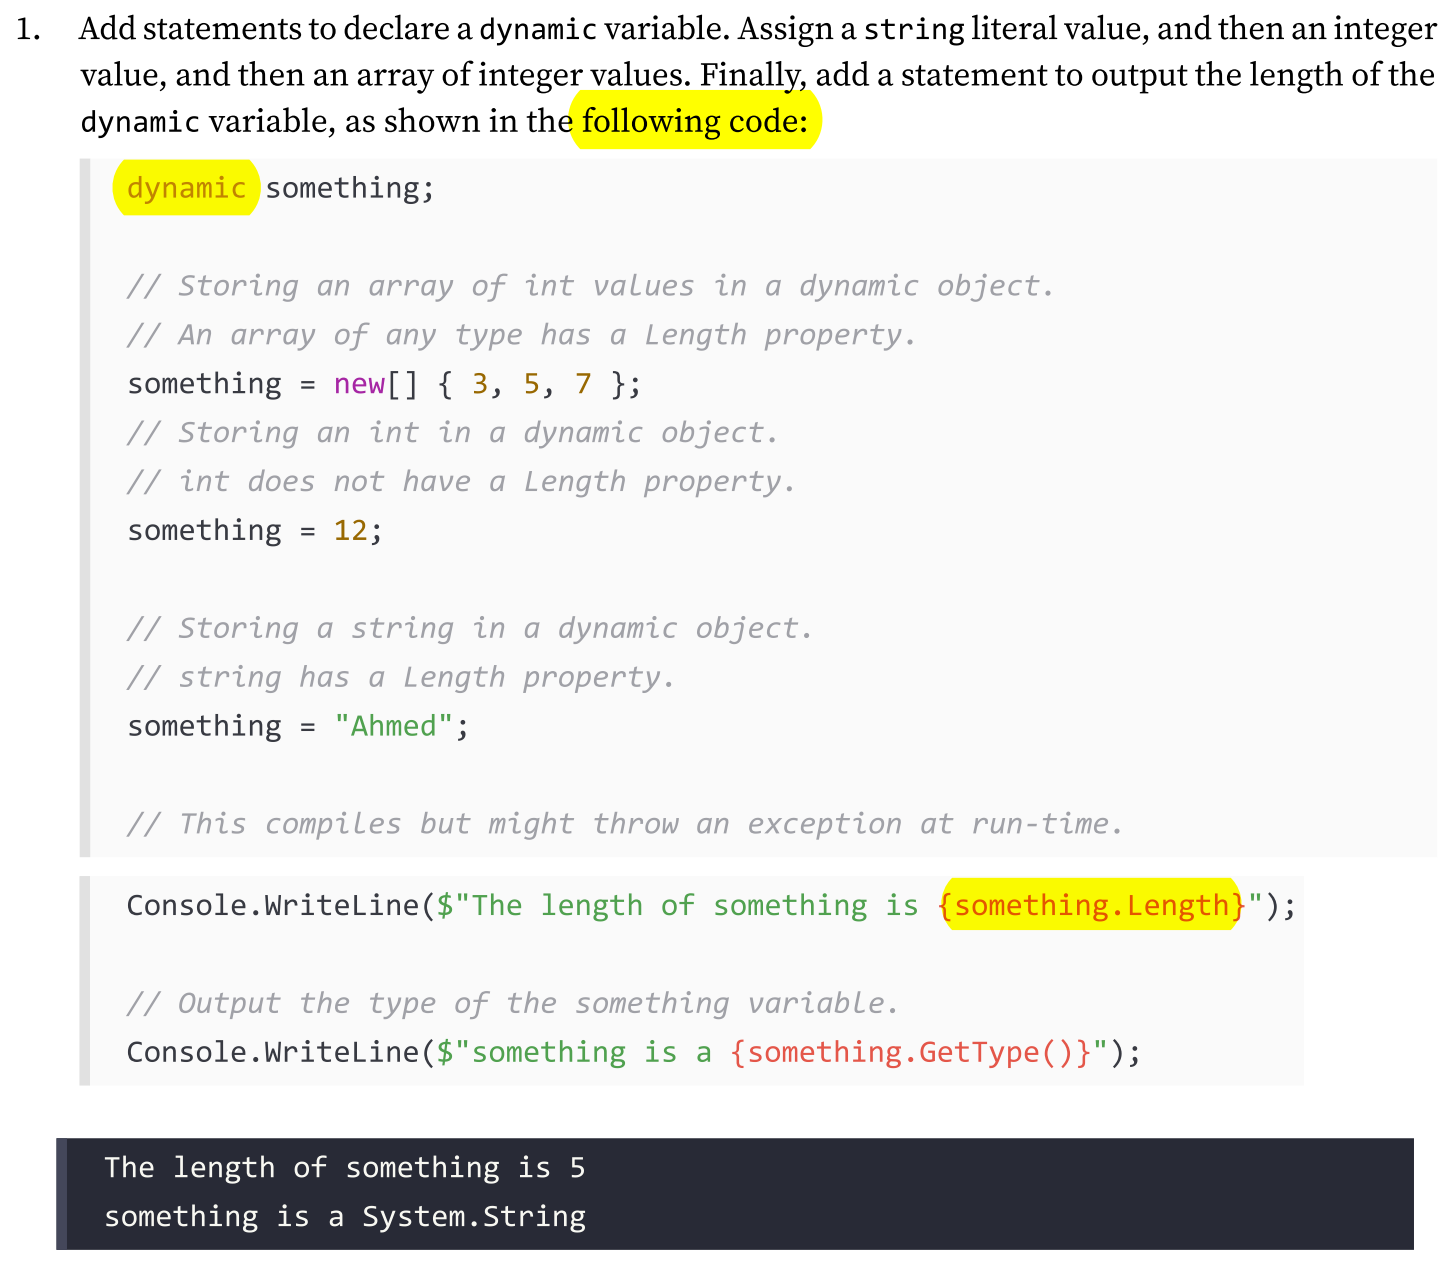 1. Add statements to declare a dynamic variable. Assign a string literal value, and then an integer
value, and then an array of integer values. Finally, add a statement to output the length of the
dynamic variable, as shown in the following code:
dynamic something;
// Storing an array of int values in a dynamic object.
// An array of any type has a Length property.
something = new[] { 3, 5, 7 };
// Storing an int in a dynamic object.
// int does not have a Length property.
something = 12;
// Storing a string in a dynamic object.
// string has a Length property.
something = "Ahmed";
// This compiles but might throw an exception at run-time.
Console.WriteLine($"The length of something is {something.Length}");
// Output the type of the something variable.
Console.WriteLine($"something is a {something.GetType()}");
The length of something is 5
something is a System.String